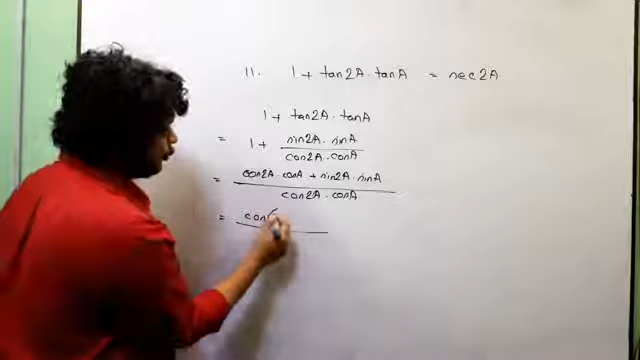 11. 1 + tan2A · tanA = sec2A
1 + tan2A · tanA
= 1 + sin2A · sinA / cos2A · cosA
= cos2A · cosA + sin2A · sinA / cos2A · cosA
= cos(